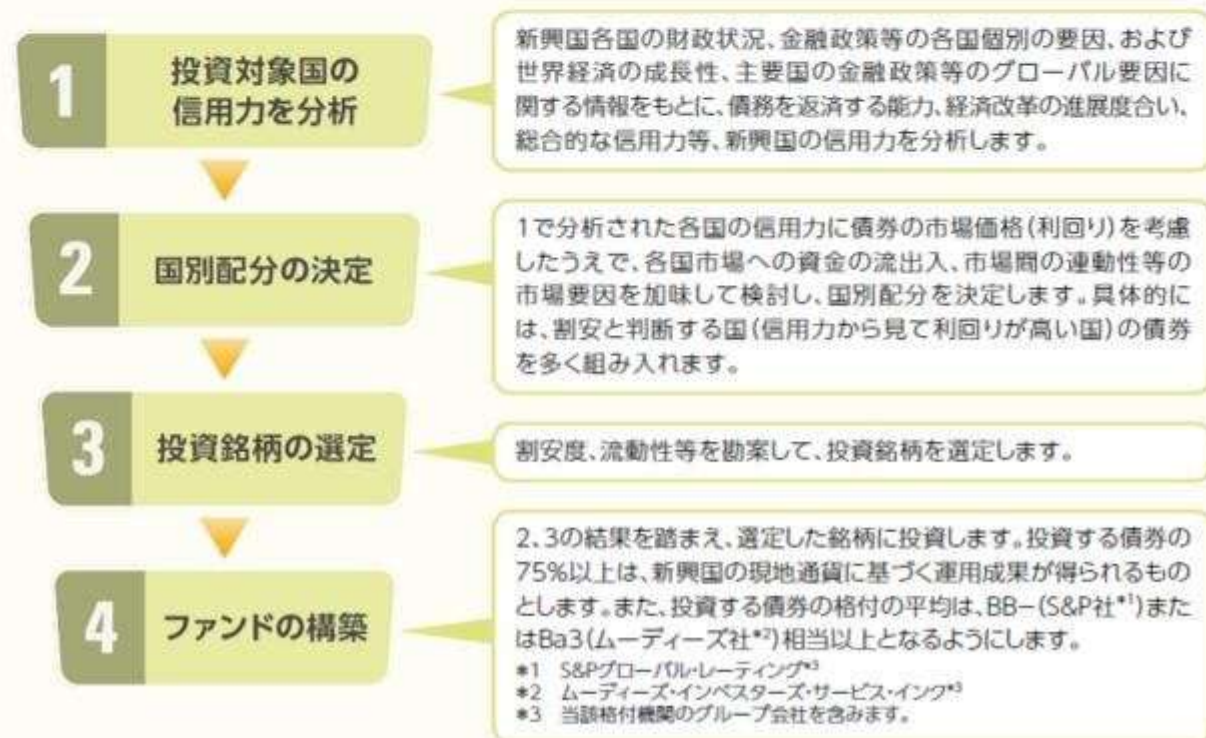 1
投資対象国の
信用力を分析
新興国各国の財政状況、金融政策等の各国個別の要因、および
世界経済の成長性、主要国の金融政策等のグローバル要因に
関する情報をもとに、債務を返済する能力、経済改革の進展度合い、
総合的な信用力等、新興国の信用力を分析します。
2
国別配分の決定
1で分析された各国の信用力に債券の市場価格(利回り)を考慮
したうえで、各国市場への資金の流出入、市場間の連動性等の
市場要因を加味して検討し、国別配分を決定します。具体的に
は、割安と判断する国(信用力から見て利回りが高い国)の債券
を多く組み入れます。
3
投資銘柄の選定
割安度、流動性等を勘案して、投資銘柄を選定します。
4
ファンドの構築
2、3の結果を踏まえ、選定した銘柄に投資します。投資する債券の
75%以上は、新興国の現地通貨に基づく運用成果が得られるもの
とします。また、投資する債券の格付の平均は、BB−(S&P社*1)また
はBa3(ムーディーズ社*2)相当以上となるようにします。
*1 S&Pグローバル・レーティング*3
*2 ムーディーズ・インベスターズ・サービス・インク*3
*3 当該格付機関のグループ会社を含みます。